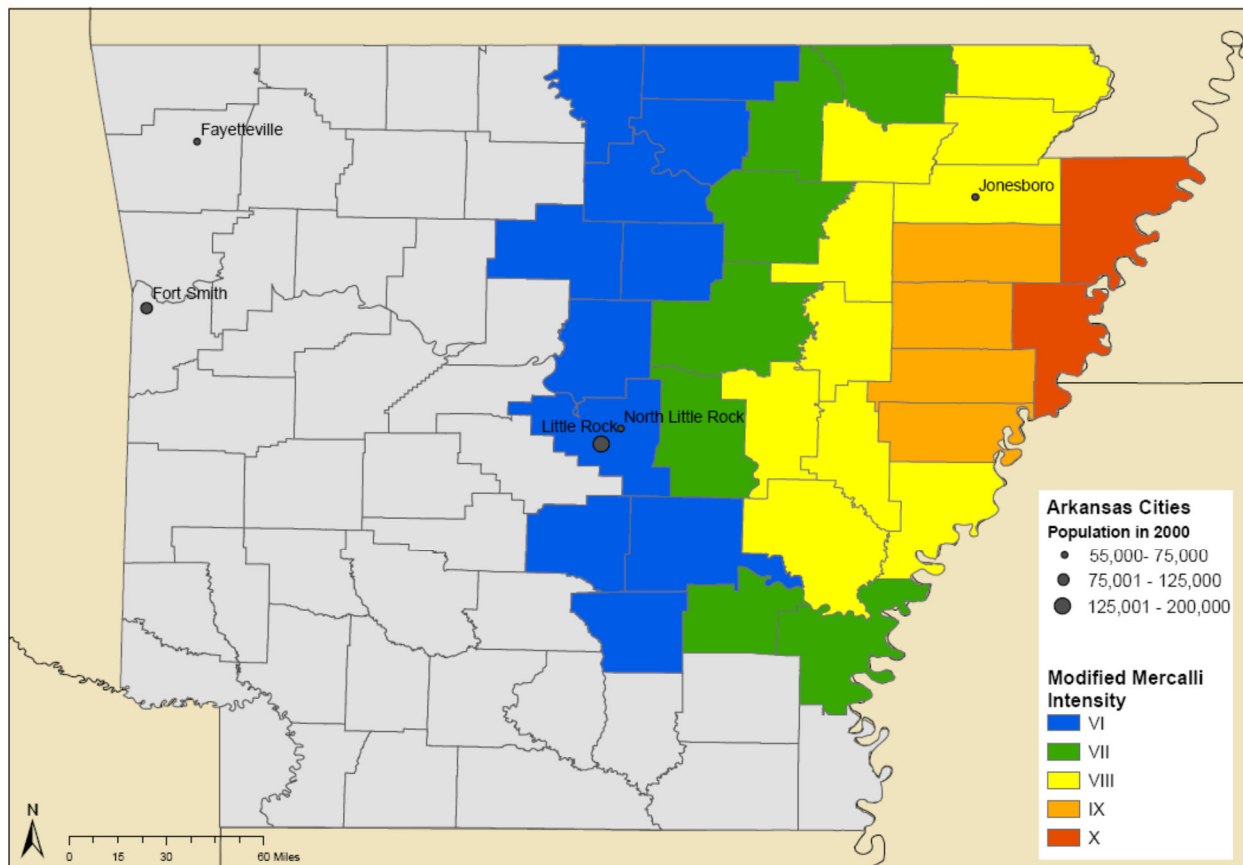 Fayetteville
Jonesboro
Fort Smith
North Little Rock
Little Rock
Arkansas Cities
Population in 2000
55,000- 75,000
75,001 - 125,000
125,001 - 200,000
Modified Mercalli
Intensity
VI
VII
VIII
IX
X
N
0 15 30 60 Miles